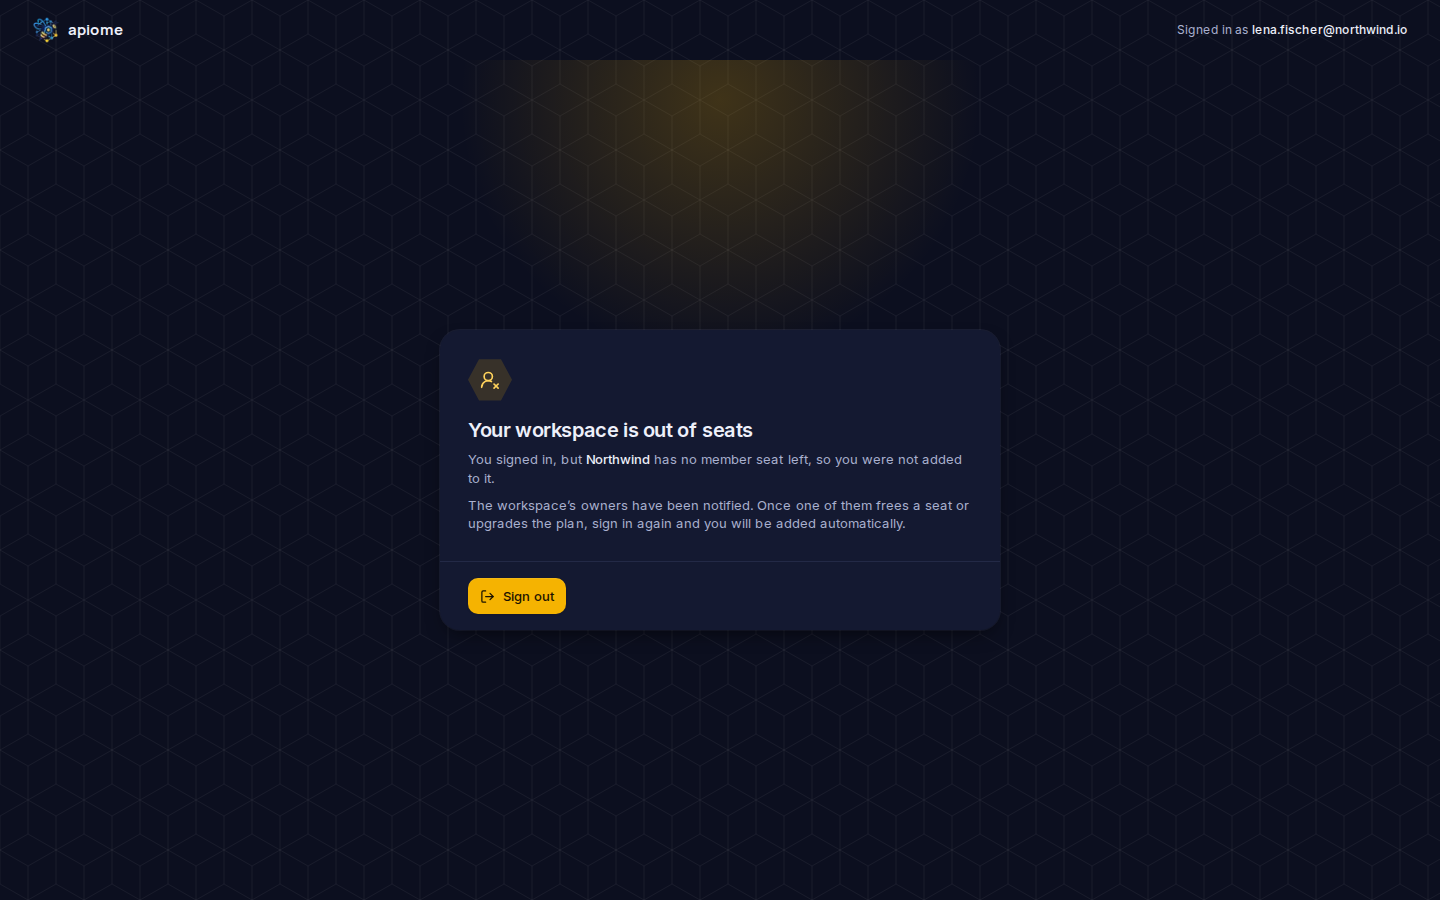 apiome
Signed in as lena.fischer@northwind.io
Your workspace is out of seats
You signed in, but Northwind has no member seat left, so you were not added
to it.
The workspace’s owners have been notified. Once one of them frees a seat or
upgrades the plan, sign in again and you will be added automatically.
Sign out